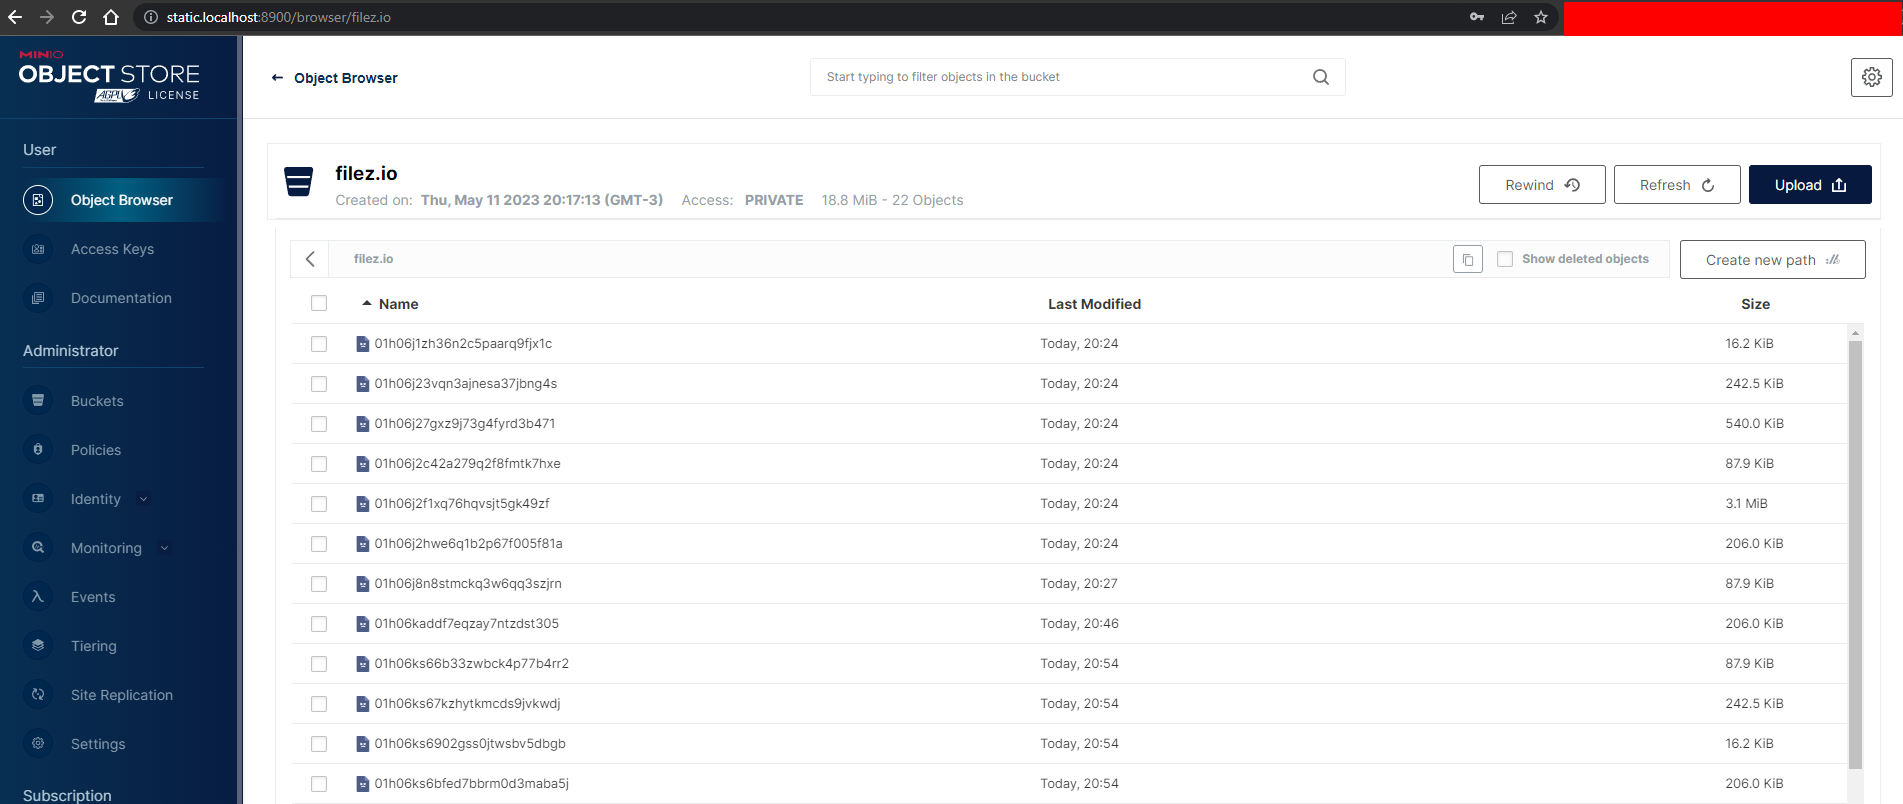 static.localhost:8900/browser/filez.io
MINIO
OBJECT STORE
AGPLv3 LICENSE
User
Object Browser
Access Keys
Documentation
Administrator
Buckets
Policies
Identity
Monitoring
Events
Tiering
Site Replication
Settings
Subscription
Object Browser
Start typing to filter objects in the bucket
filez.io
Created on: Thu, May 11 2023 20:17:13 (GMT-3) Access: PRIVATE 18.8 MiB - 22 Objects
Rewind Refresh Upload
filez.io Show deleted objects Create new path
Name Last Modified Size
01h06j1zh36n2c5paarq9fjx1c Today, 20:24 16.2 KiB
01h06j23vqn3ajnesa37jbng4s Today, 20:24 242.5 KiB
01h06j27gxz9j73g4fyrd3b471 Today, 20:24 540.0 KiB
01h06j2c42a279q2f8fmtk7hxe Today, 20:24 87.9 KiB
01h06j2f1xq76hqvsjt5gk49zf Today, 20:24 3.1 MiB
01h06j2hwe6q1b2p67f005f81a Today, 20:24 206.0 KiB
01h06j8n8stmckq3w6qq3szjrn Today, 20:27 87.9 KiB
01h06kaddf7eqzay7ntzdst305 Today, 20:46 206.0 KiB
01h06ks66b33zwbck4p77b4rr2 Today, 20:54 87.9 KiB
01h06ks67kzhytkmcds9jvkwdj Today, 20:54 242.5 KiB
01h06ks6902gss0jtwsbv5dbgb Today, 20:54 16.2 KiB
01h06ks6bfed7bbrm0d3maba5j Today, 20:54 206.0 KiB